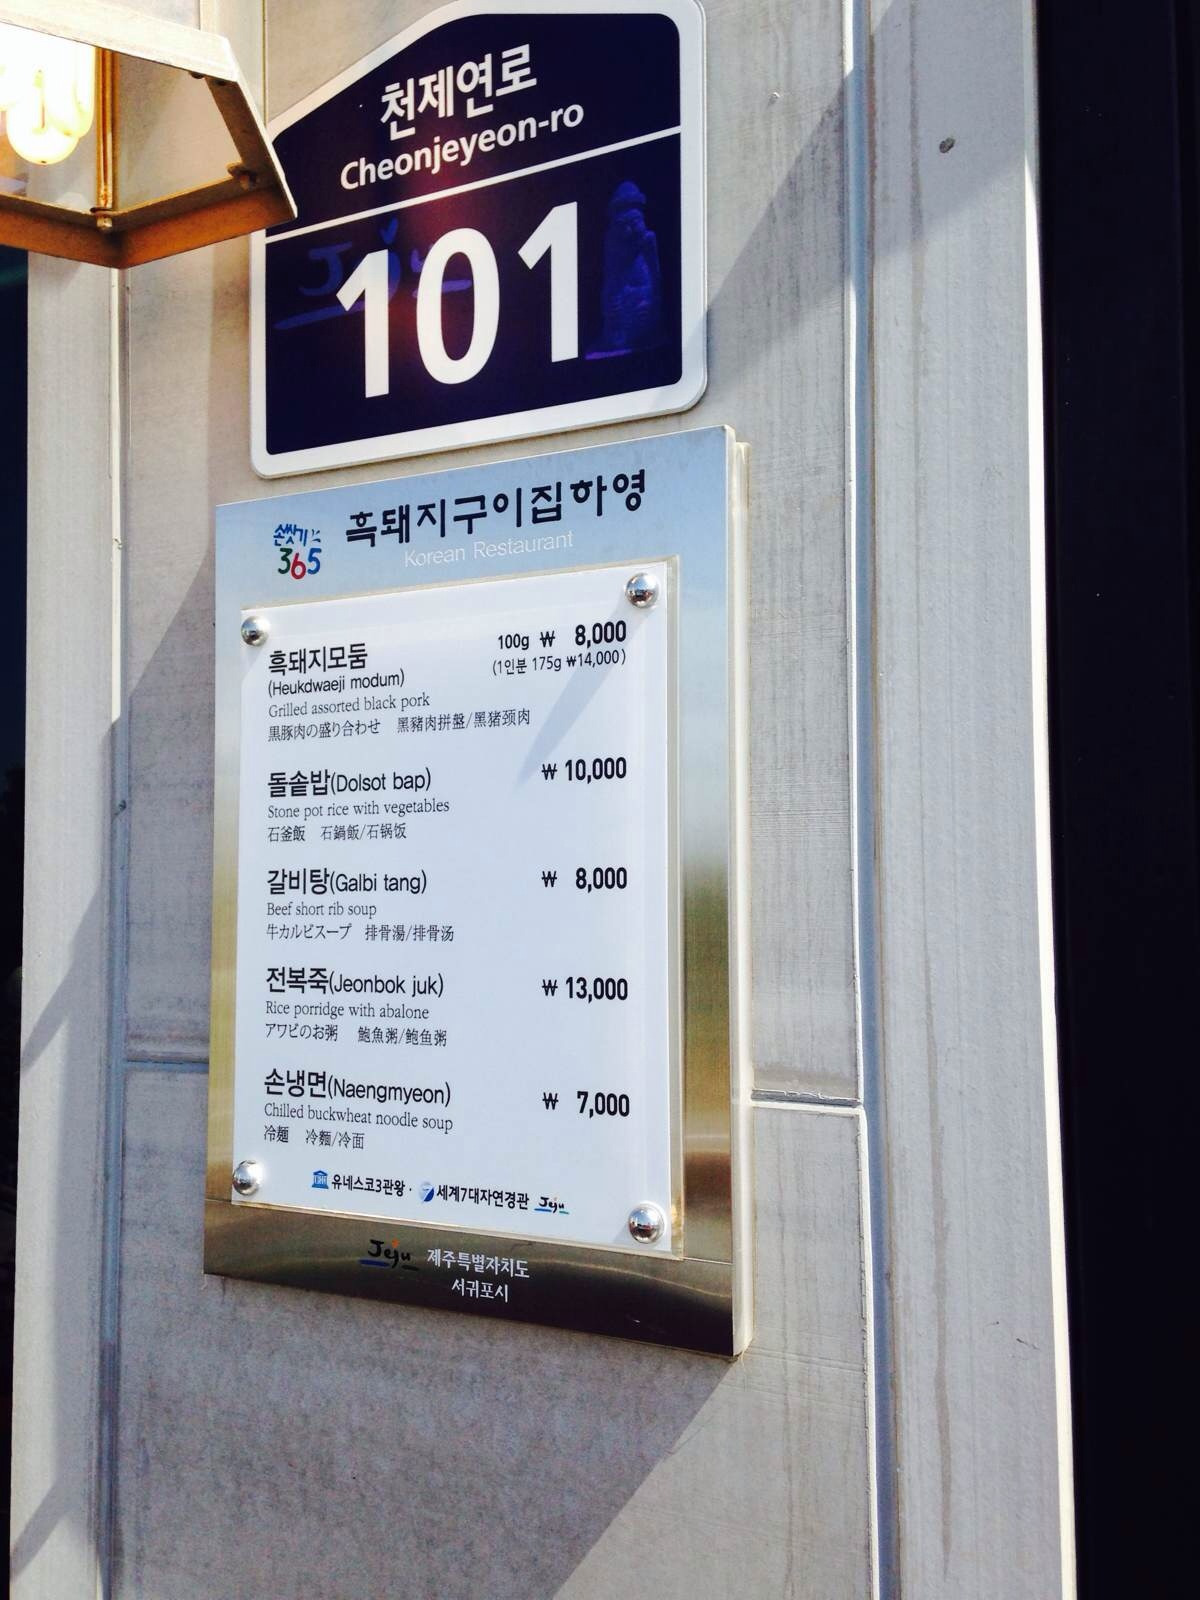 천제연로
Cheonjeyeon-ro
Jeju
101
손씻기
365
흑돼지구이집하영
Korean Restaurant
흑돼지모둠 100g ₩ 8,000
(Heukdwaeji modum) (1인분 175g ₩14,000)
Grilled assorted black pork
黒豚肉の盛り合わせ 黑豬肉拼盤/黑猪颈肉
돌솥밥(Dolsot bap) ₩ 10,000
Stone pot rice with vegetables
石釜飯 石鍋飯/石锅饭
갈비탕(Galbi tang) ₩ 8,000
Beef short rib soup
牛カルビスープ 排骨湯/排骨汤
전복죽(Jeonbok juk) ₩ 13,000
Rice porridge with abalone
アワビのお粥 鮑魚粥/鲍鱼粥
손냉면(Naengmyeon) ₩ 7,000
Chilled buckwheat noodle soup
冷麺 冷麵/冷面
유네스코3관왕 · 세계7대자연경관 Jeju
Jeju 제주특별자치도
서귀포시